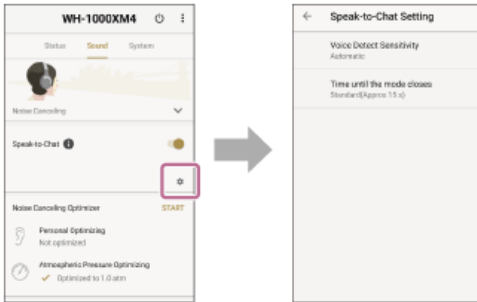 WH-1000XM4
Status Sound System
Noise Canceling
Speak-to-Chat
Noise Canceling Optimizer START
Personal Optimizing
Not optimized
Atmospheric Pressure Optimizing
Optimized to 1.0 atm
Speak-to-Chat Setting
Voice Detect Sensitivity
Automatic
Time until the mode closes
Standard(Approx 15 s)